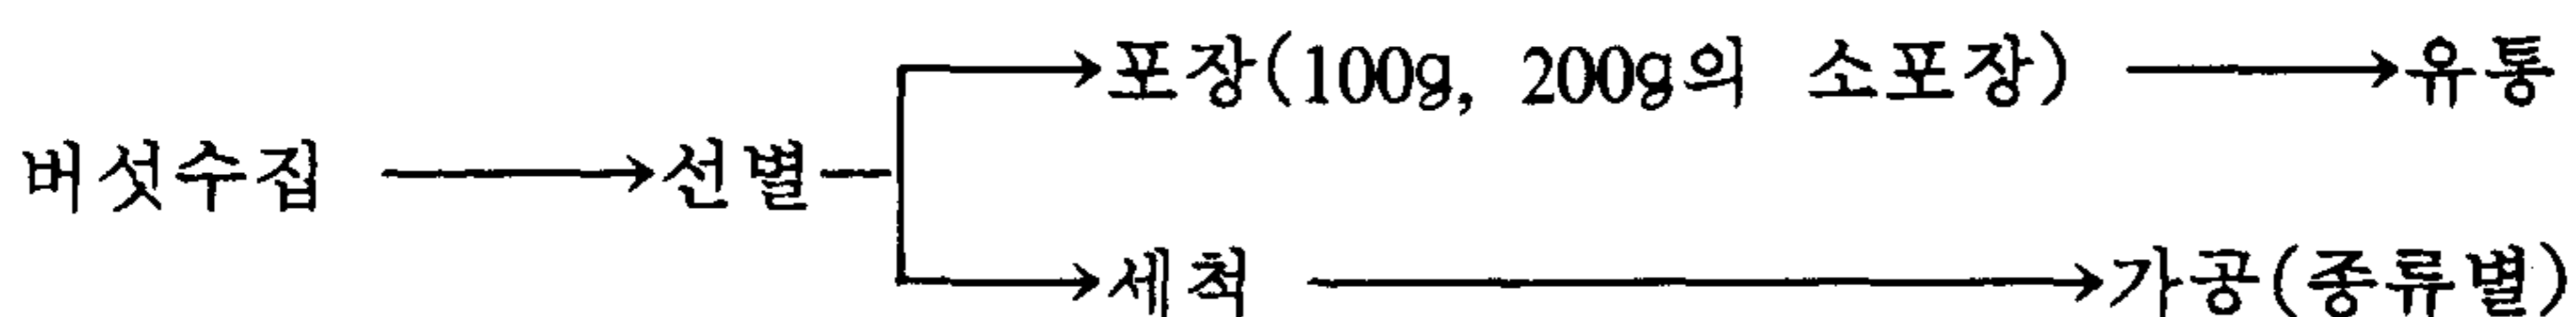 포장(100g, 200g의 소포장) 유통
버섯수집 선별
세척 가공(종류별)